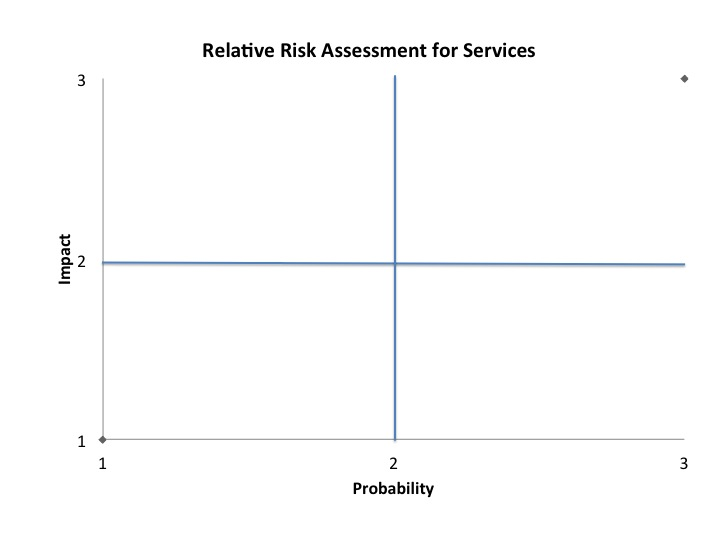 Relative Risk Assessment for Services
3
Impact
2
1
1 2 3
Probability